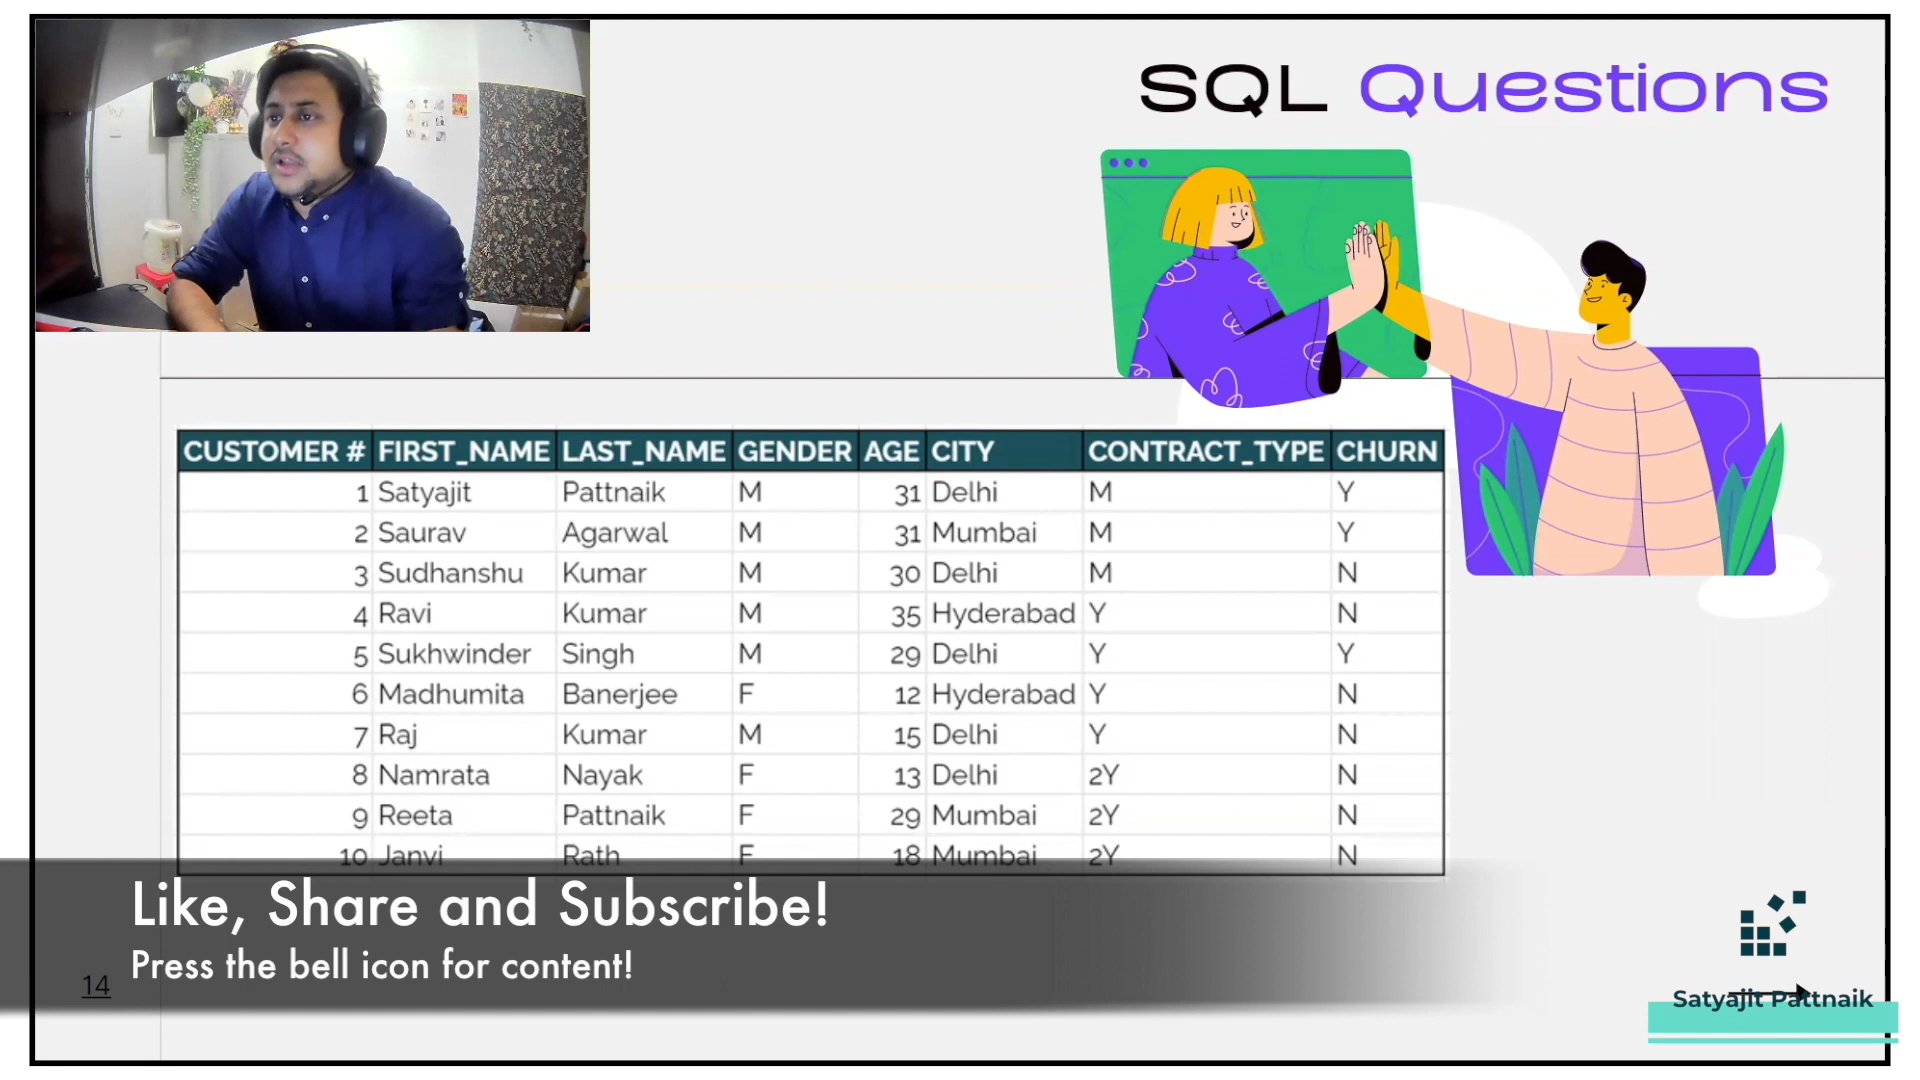 SQL Questions
CUSTOMER # FIRST_NAME LAST_NAME GENDER AGE CITY CONTRACT_TYPE CHURN
1 Satyajit Pattnaik M 31 Delhi M Y
2 Saurav Agarwal M 31 Mumbai M Y
3 Sudhanshu Kumar M 30 Delhi M N
4 Ravi Kumar M 35 Hyderabad Y N
5 Sukhwinder Singh M 29 Delhi Y Y
6 Madhumita Banerjee F 12 Hyderabad Y N
7 Raj Kumar M 15 Delhi Y N
8 Namrata Nayak F 13 Delhi 2Y N
9 Reeta Pattnaik F 29 Mumbai 2Y N
10 Janvi Rath F 18 Mumbai 2Y N
Like, Share and Subscribe!
Press the bell icon for content!
14
Satyajit Pattnaik